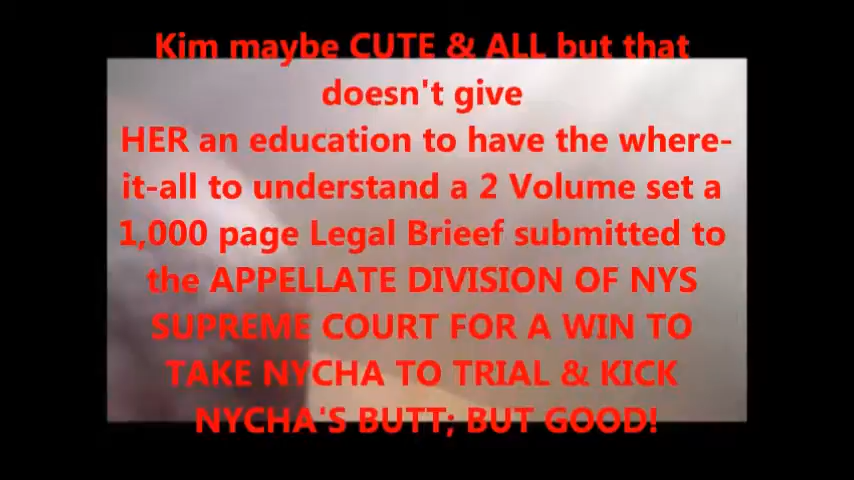 Kim maybe CUTE & ALL but that
doesn't give
HER an education to have the where-
it-all to understand a 2 Volume set a
1,000 page Legal Brieef submitted to
the APPELLATE DIVISION OF NYS
SUPREME COURT FOR A WIN TO
TAKE NYCHA TO TRIAL & KICK
NYCHA'S BUTT; BUT GOOD!